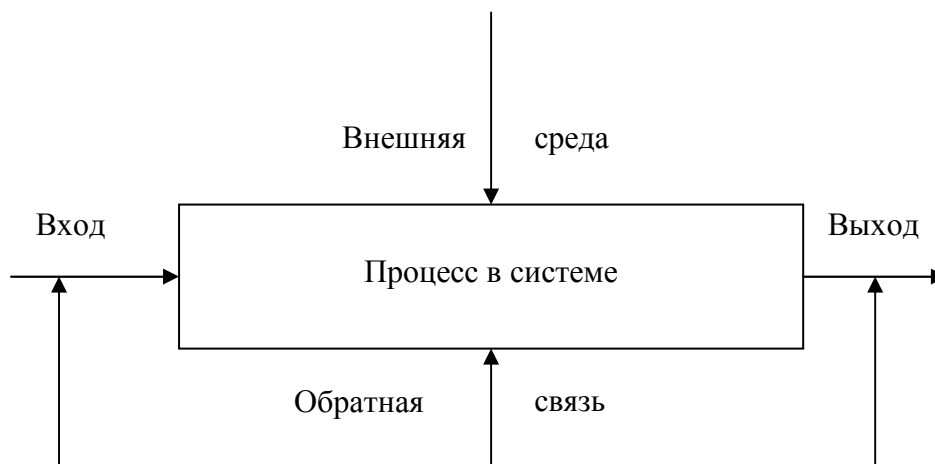 Внешняя среда
Вход
Выход
Процесс в системе
Обратная связь